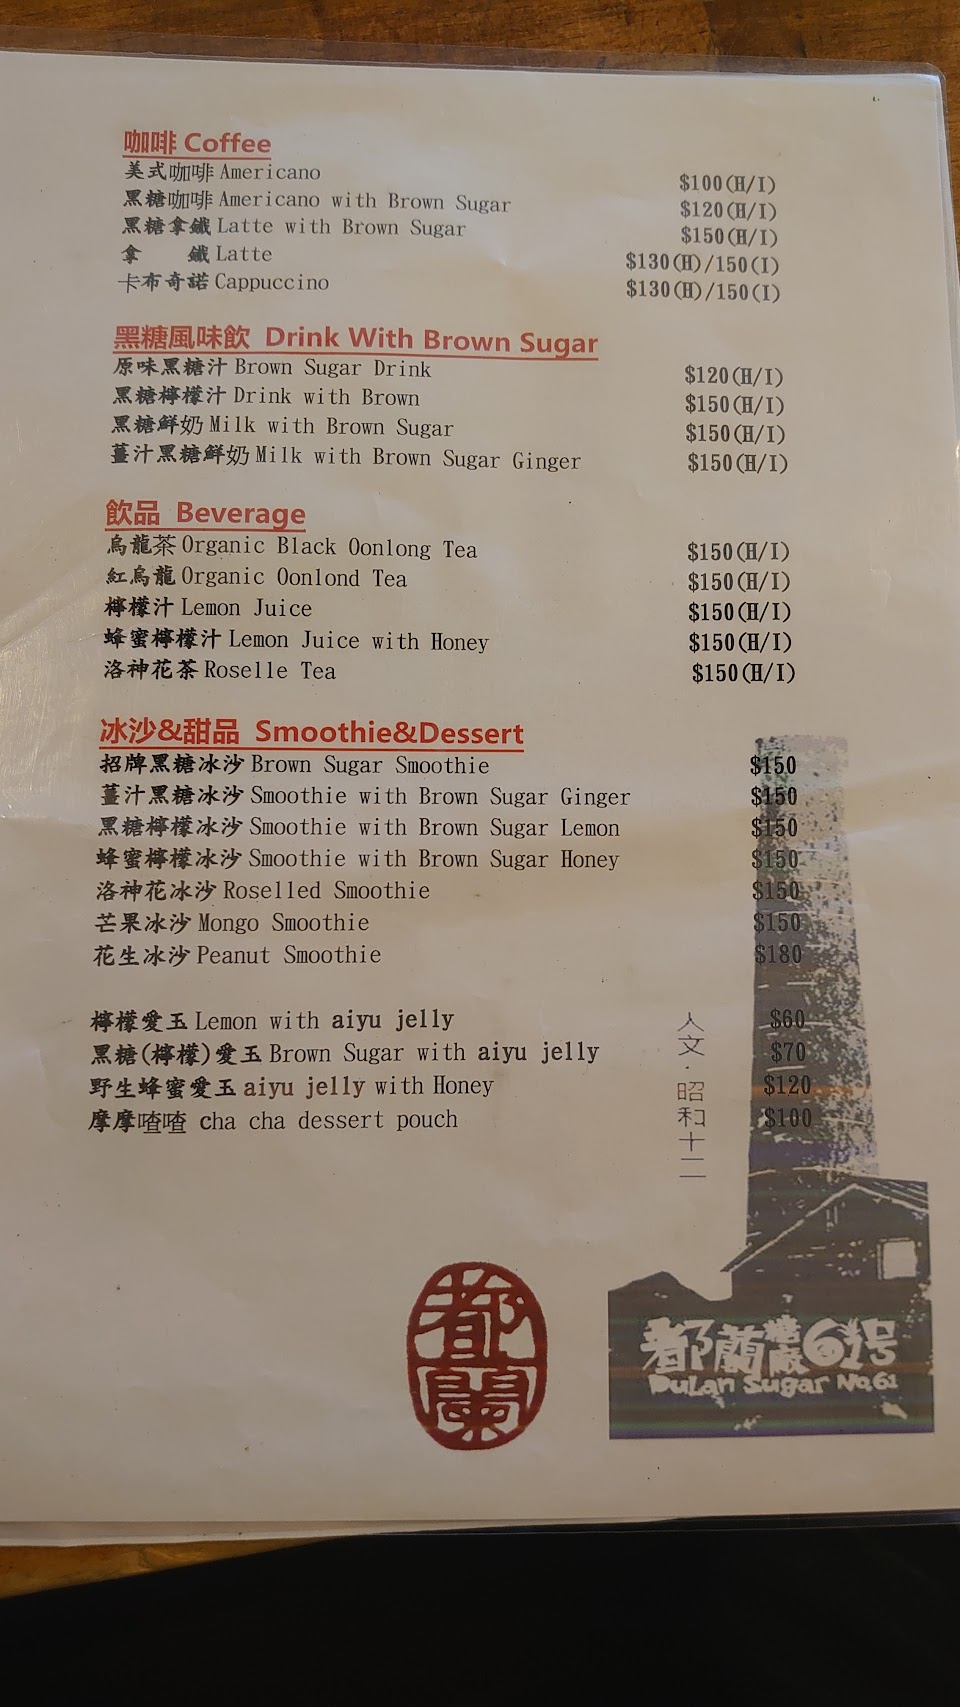 咖啡 Coffee
美式咖啡 Americano $100(H/I)
黑糖咖啡 Americano with Brown Sugar $120(H/I)
黑糖拿鐵 Latte with Brown Sugar $150(H/I)
拿 鐵 Latte $130(H)/150(I)
卡布奇諾 Cappuccino $130(H)/150(I)
黑糖風味飲 Drink With Brown Sugar
原味黑糖汁 Brown Sugar Drink $120(H/I)
黑糖檸檬汁 Drink with Brown $150(H/I)
黑糖鮮奶 Milk with Brown Sugar $150(H/I)
薑汁黑糖鮮奶 Milk with Brown Sugar Ginger $150(H/I)
飲品 Beverage
烏龍茶 Organic Black Oonlong Tea $150(H/I)
紅烏龍 Organic Oonlond Tea $150(H/I)
檸檬汁 Lemon Juice $150(H/I)
蜂蜜檸檬汁 Lemon Juice with Honey $150(H/I)
洛神花茶 Roselle Tea $150(H/I)
冰沙&甜品 Smoothie&Dessert
招牌黑糖冰沙 Brown Sugar Smoothie $150
薑汁黑糖冰沙 Smoothie with Brown Sugar Ginger $150
黑糖檸檬冰沙 Smoothie with Brown Sugar Lemon $150
蜂蜜檸檬冰沙 Smoothie with Brown Sugar Honey $150
洛神花冰沙 Roselled Smoothie $150
芒果冰沙 Mongo Smoothie $150
花生冰沙 Peanut Smoothie $180
檸檬愛玉 Lemon with aiyu jelly $60
黑糖(檸檬)愛玉 Brown Sugar with aiyu jelly $70
野生蜂蜜愛玉 aiyu jelly with Honey $120
摩摩喳喳 cha cha dessert pouch $100
人文·昭和十二
都蘭
都蘭糖廠61号
DuLan Sugar No.61